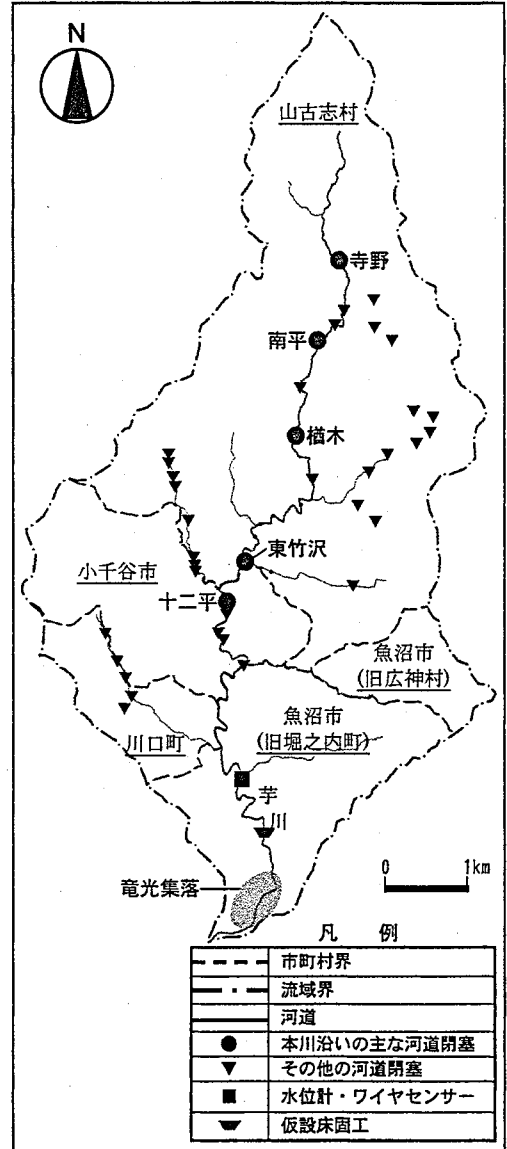 N
山古志村
寺野
南平
楢木
東竹沢
小千谷市
十二平
魚沼市
(旧広神村)
魚沼市
(旧堀之内町)
川口町
芋
川
0 1km
竜光集落
凡 例
市町村界
流域界
河道
本川沿いの主な河道閉塞
その他の河道閉塞
水位計・ワイヤセンサー
仮設床固工